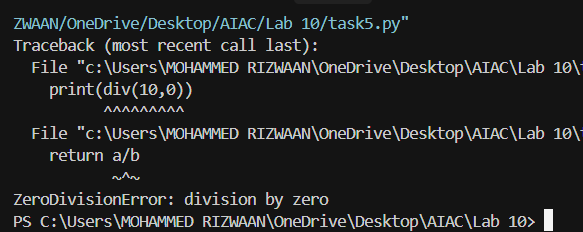 ZWAAN/OneDrive/Desktop/AIAC/Lab 10/task5.py"
Traceback (most recent call last):
  File "c:\Users\MOHAMMED RIZWAAN\OneDrive\Desktop\AIAC\Lab 10\
    print(div(10,0))
          ^^^^^^^^^
  File "c:\Users\MOHAMMED RIZWAAN\OneDrive\Desktop\AIAC\Lab 10\
    return a/b
           ~^~
ZeroDivisionError: division by zero
PS C:\Users\MOHAMMED RIZWAAN\OneDrive\Desktop\AIAC\Lab 10>